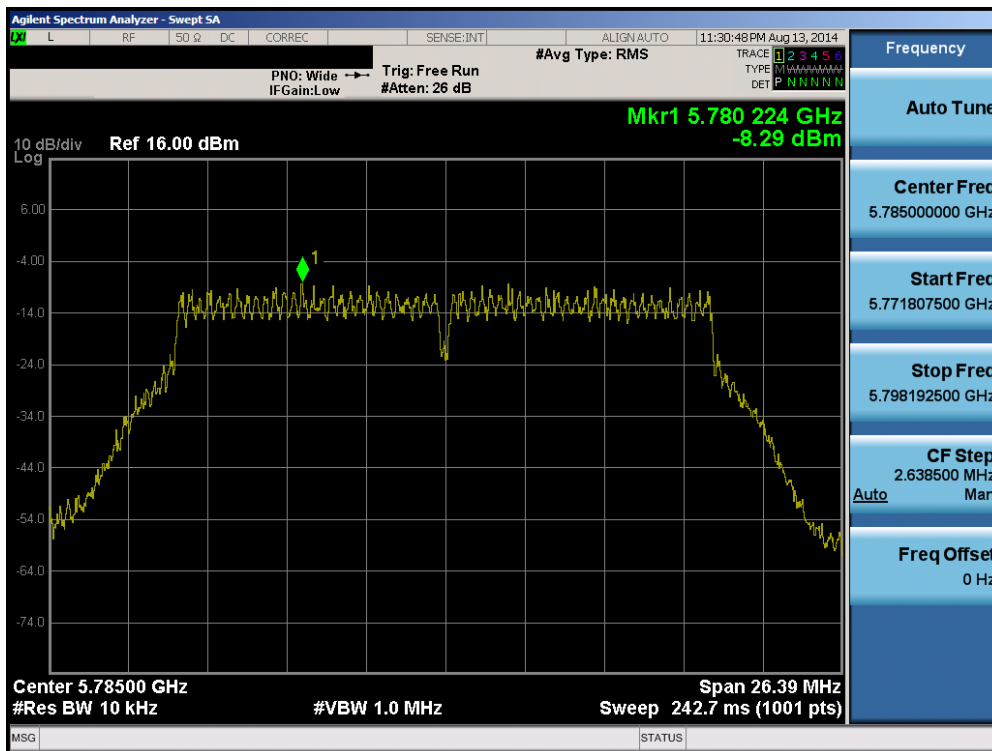 Agilent Spectrum Analyzer - Swept SA
LXI L RF 50 Ω DC CORREC SENSE:INT ALIGN AUTO 11:30:48 PM Aug 13, 2014
#Avg Type: RMS
TRACE 1 2 3 4 5 6
TYPE M WWWWW
DET P N N N N N
PNO: Wide
IFGain:Low
Trig: Free Run
#Atten: 26 dB
Mkr1 5.780 224 GHz
-8.29 dBm
10 dB/div Ref 16.00 dBm
Log
6.00
-4.00
-14.0
-24.0
-34.0
-44.0
-54.0
-64.0
-74.0
1
Center 5.78500 GHz Span 26.39 MHz
#Res BW 10 kHz #VBW 1.0 MHz Sweep 242.7 ms (1001 pts)
MSG STATUS
Frequency
Auto Tune
Center Freq
5.785000000 GHz
Start Freq
5.771807500 GHz
Stop Freq
5.798192500 GHz
CF Step
2.638500 MHz
Auto Man
Freq Offset
0 Hz